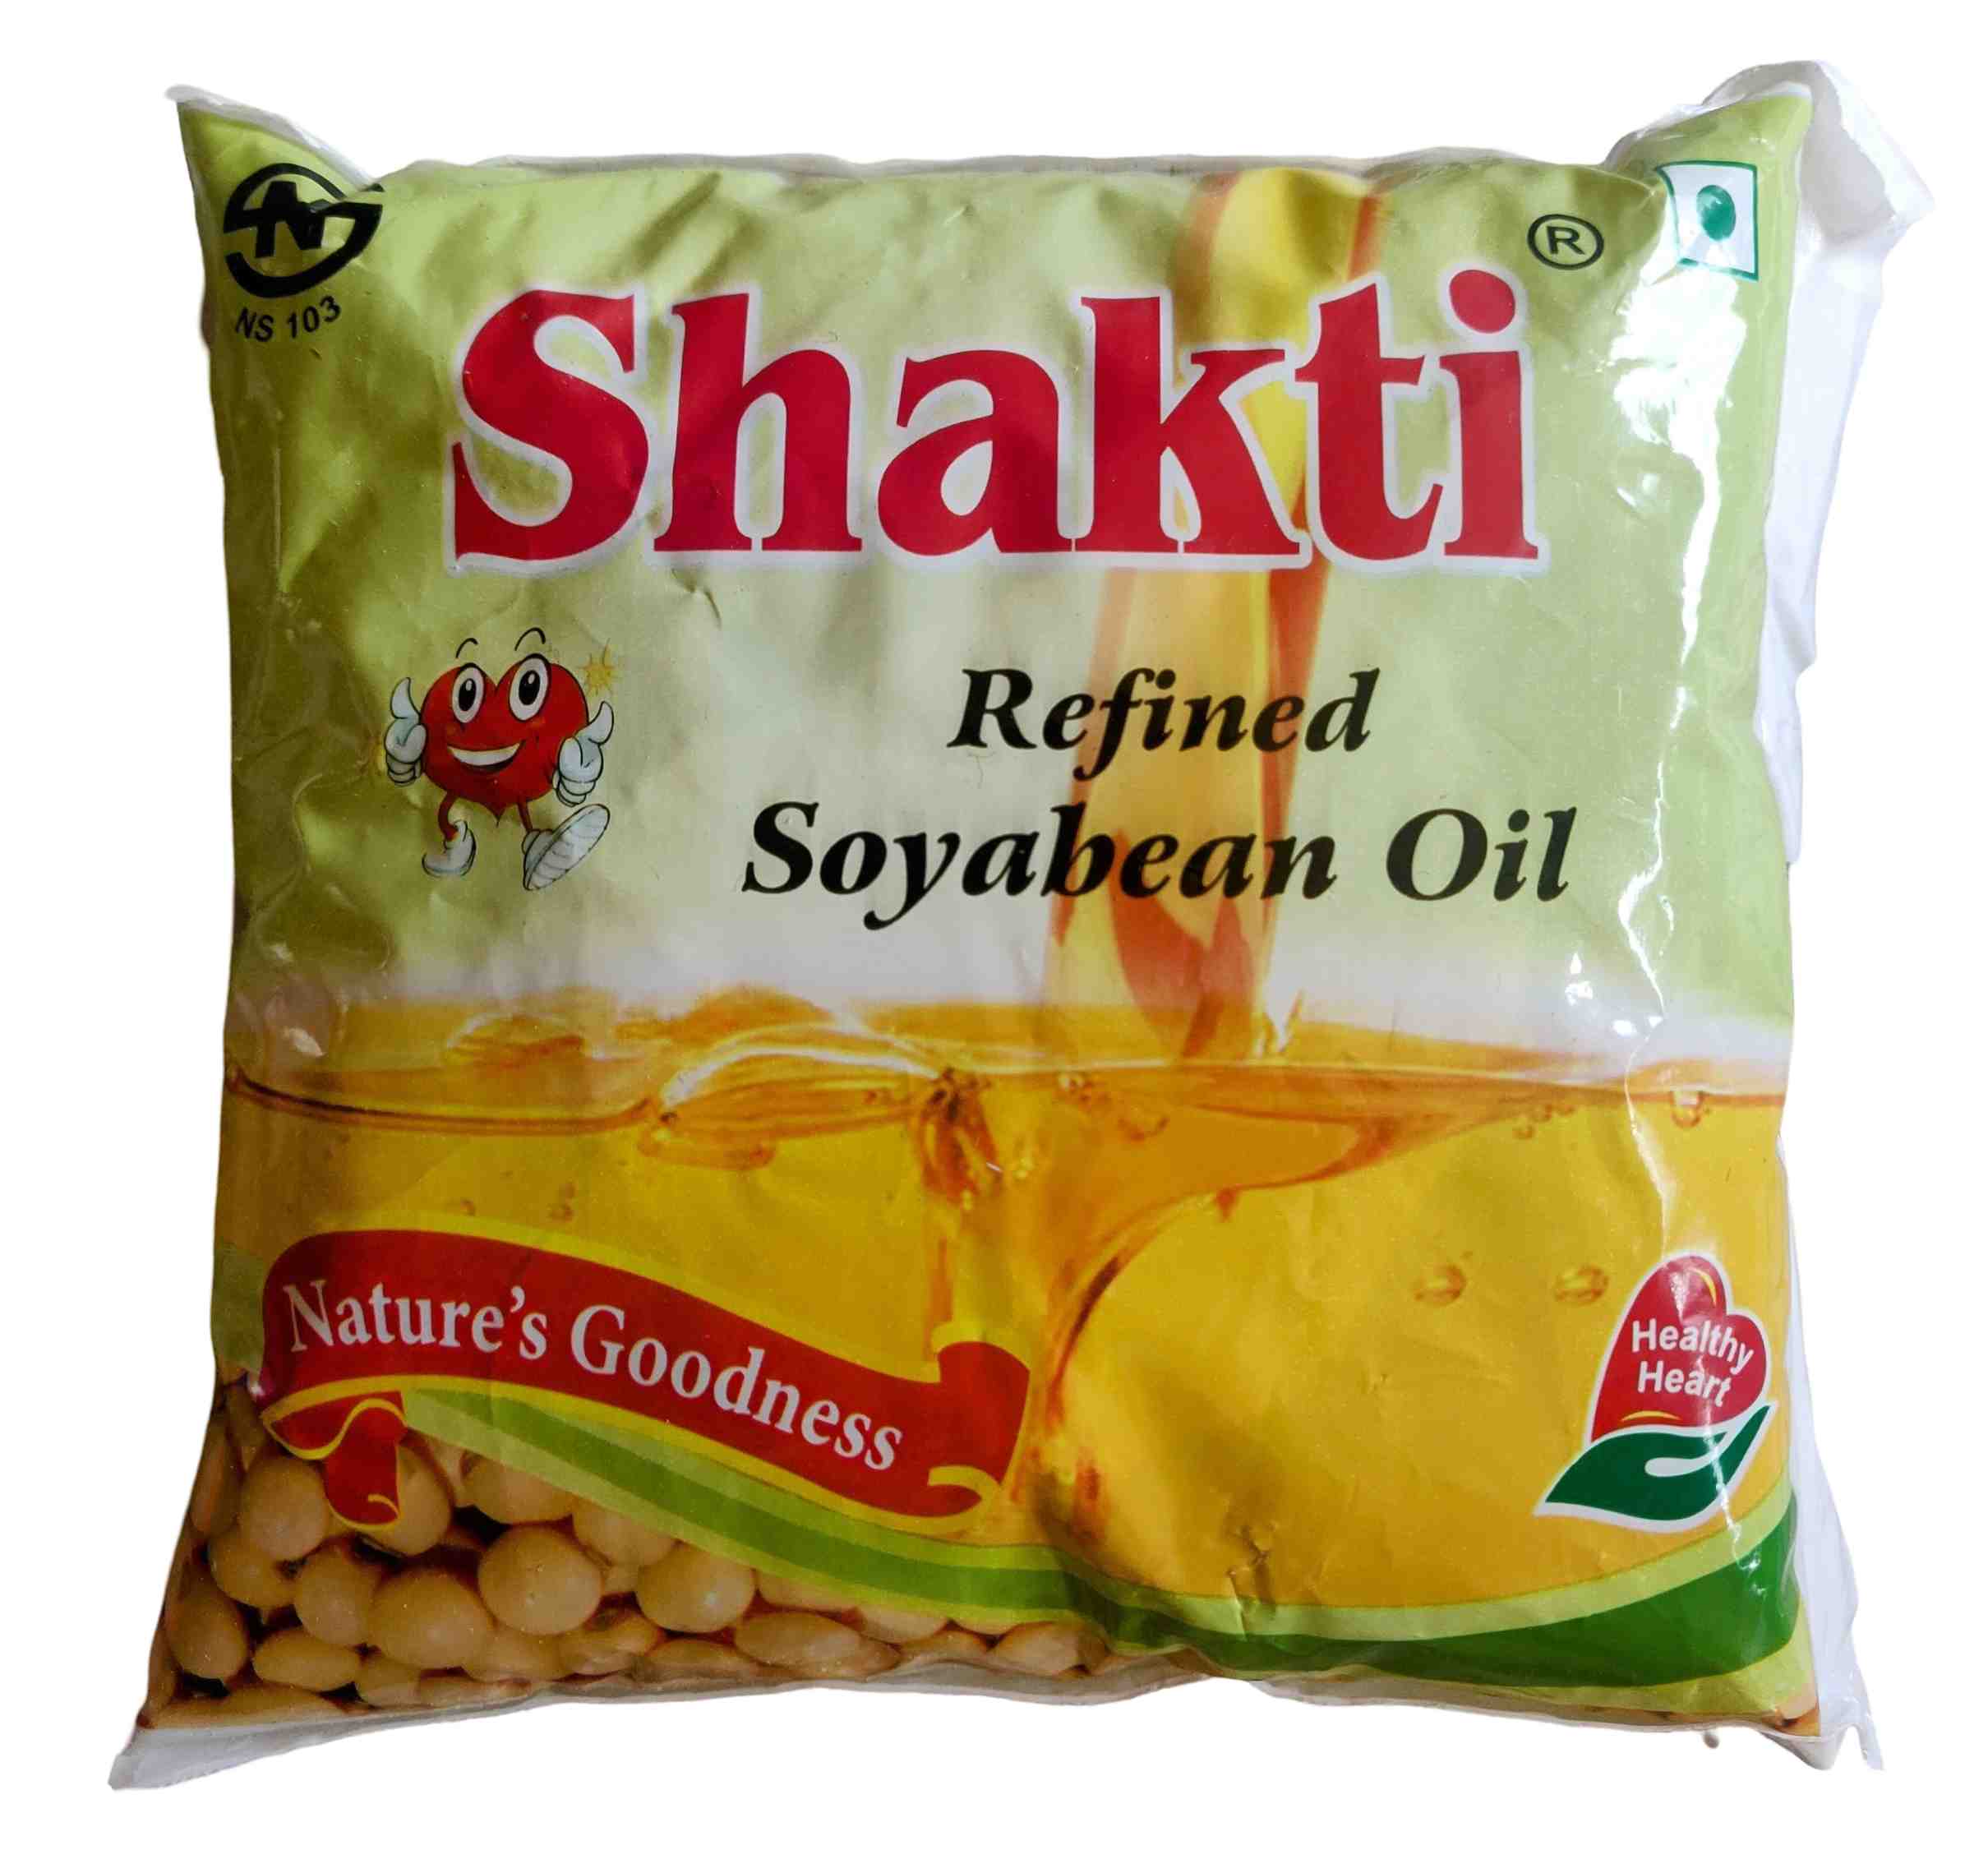 NS 103
Shakti ®
Refined
Soyabean Oil
Nature's Goodness
Healthy
Heart